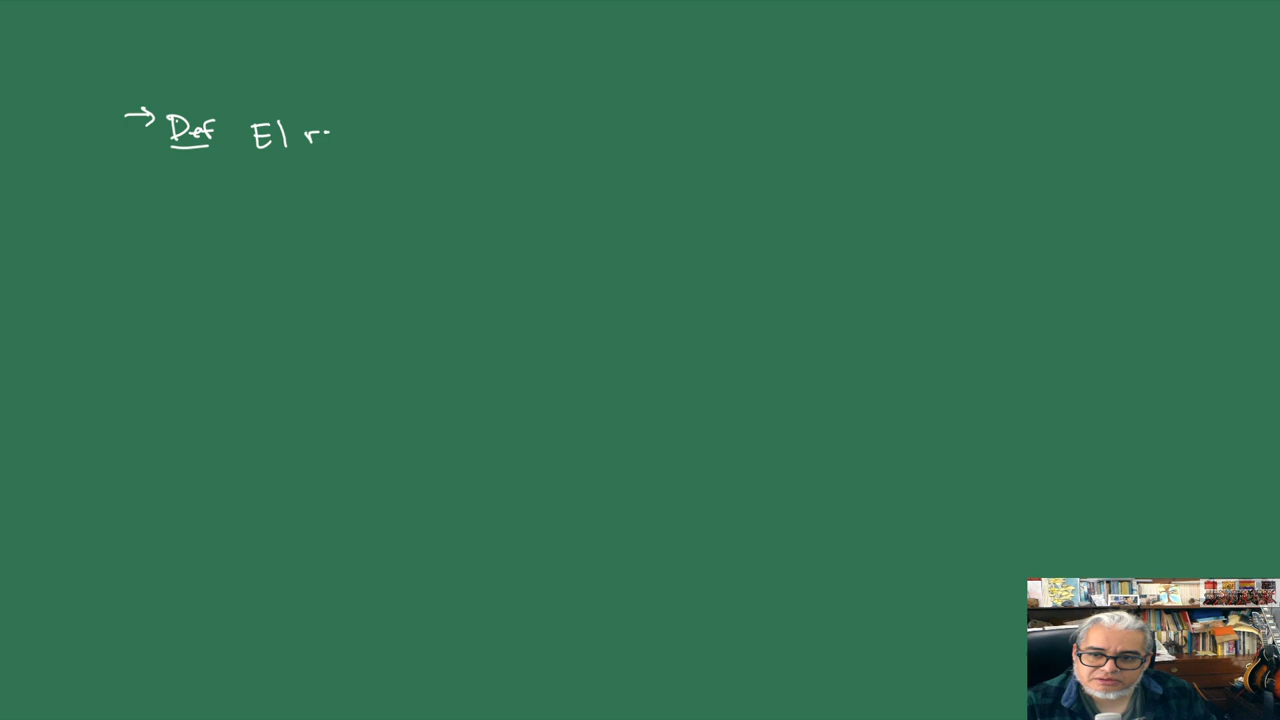 → Def El r